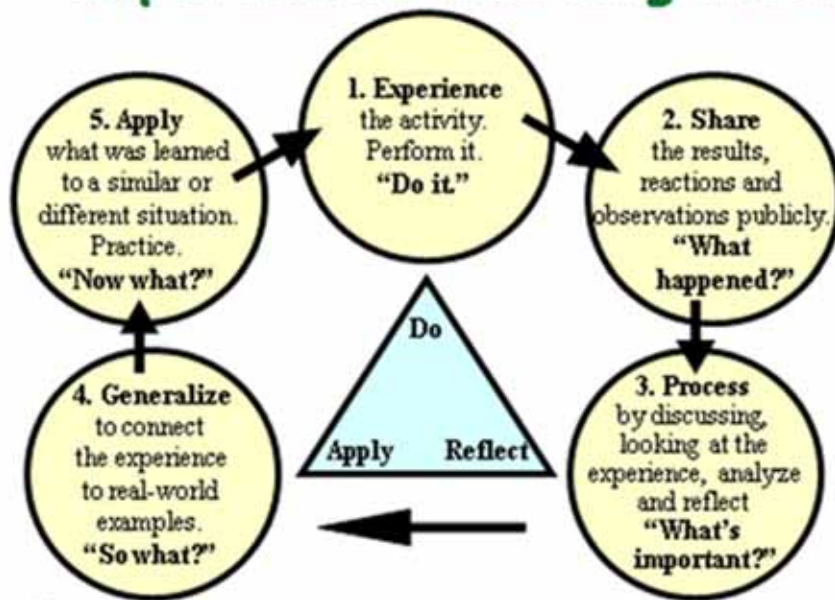 1. Experience
the activity.
Perform it.
“Do it.”
2. Share
the results,
reactions and
observations publicly.
“What
happened?”
3. Process
by discussing,
looking at the
experience, analyze
and reflect
“What's
important?”
4. Generalize
to connect
the experience
to real-world
examples.
“So what?”
5. Apply
what was learned
to a similar or
different situation.
Practice.
“Now what?”
Do
Apply Reflect